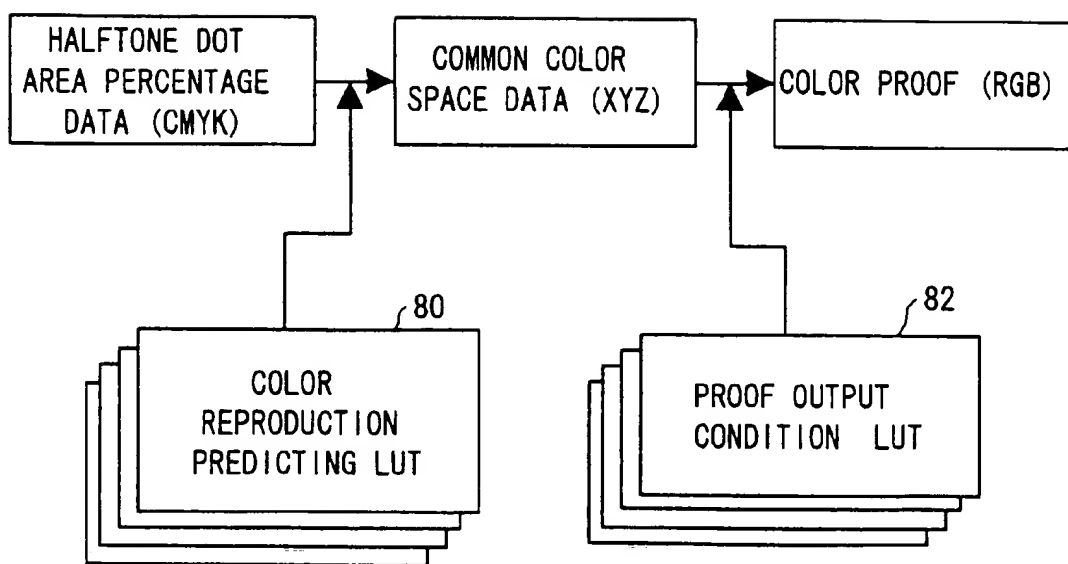 HALFTONE DOT
AREA PERCENTAGE
DATA (CMYK)
COMMON COLOR
SPACE DATA (XYZ)
COLOR PROOF (RGB)
80
COLOR
REPRODUCTION
PREDICTING LUT
82
PROOF OUTPUT
CONDITION LUT